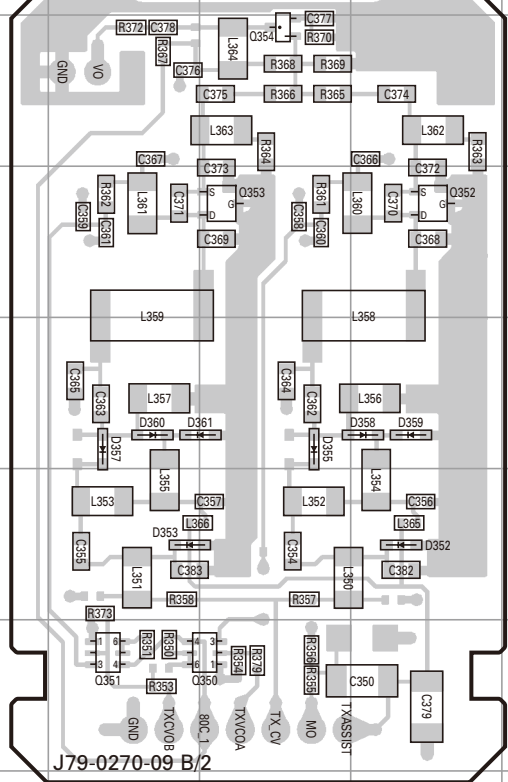 C377
R372 C378
Q354
R370
L364
R367
C376
R368 R369
GND VO
C375 R366 R365 C374
L363 L362
R364 R363
C367 C366
C373 C372
R362 L361 C371 S G D Q353
R361 L360 C370 S G D Q352
C359 C361 C358 C360
C369 C368
L359 L358
C365 C364
C363 C362
L357 L356
D360 D361 D358 D359
D357 D355
L355 L354
L353 C357 L352 C356
L366 L365
D353 D352
C355 C354
C383 C382
L351 L350
R358 R357
R373
1 6 3 4 Q351
R351 R350
4 3 6 1 Q350
R354 R379
R356 R355
R353
C350
C379
GND TXCVOB 80C_1 TXVCOA TX_CV MO TXASSIST
J79-0270-09 B/2